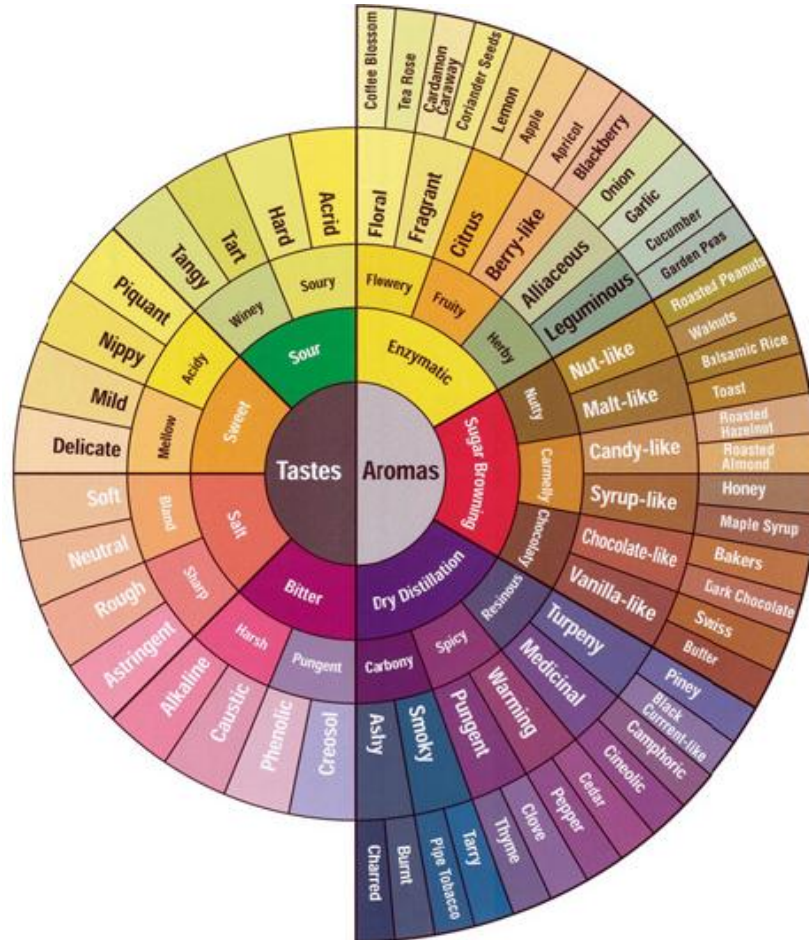 Coffee Blossom
Tea Rose
Cardamon
Caraway
Coriander Seeds
Lemon
Apple
Apricot
Blackberry
Onion
Garlic
Cucumber
Garden Peas
Roasted Peanuts
Walnuts
Balsamic Rice
Toast
Roasted
Hazelnut
Roasted
Almond
Honey
Maple Syrup
Bakers
Dark Chocolate
Swiss
Butter
Piney
Black
Currrent-like
Camphoric
Cineolic
Cedar
Pepper
Clove
Thyme
Tarry
Pipe Tobacco
Burnt
Charred
Floral
Fragrant
Citrus
Berry-like
Alliaceous
Leguminous
Nut-like
Malt-like
Candy-like
Syrup-like
Chocolate-like
Vanilla-like
Turpeny
Medicinal
Warming
Pungent
Smoky
Ashy
Flowery
Fruity
Herby
Nutty
Carmelly
Chocolaty
Resinous
Spicy
Carbony
Enzymatic
Sugar Browning
Dry Distillation
Aromas
Tastes
Sour
Sweet
Salt
Bitter
Soury
Winey
Acidy
Mellow
Bland
Sharp
Harsh
Pungent
Acrid
Hard
Tart
Tangy
Piquant
Nippy
Mild
Delicate
Soft
Neutral
Rough
Astringent
Alkaline
Caustic
Phenolic
Creosol